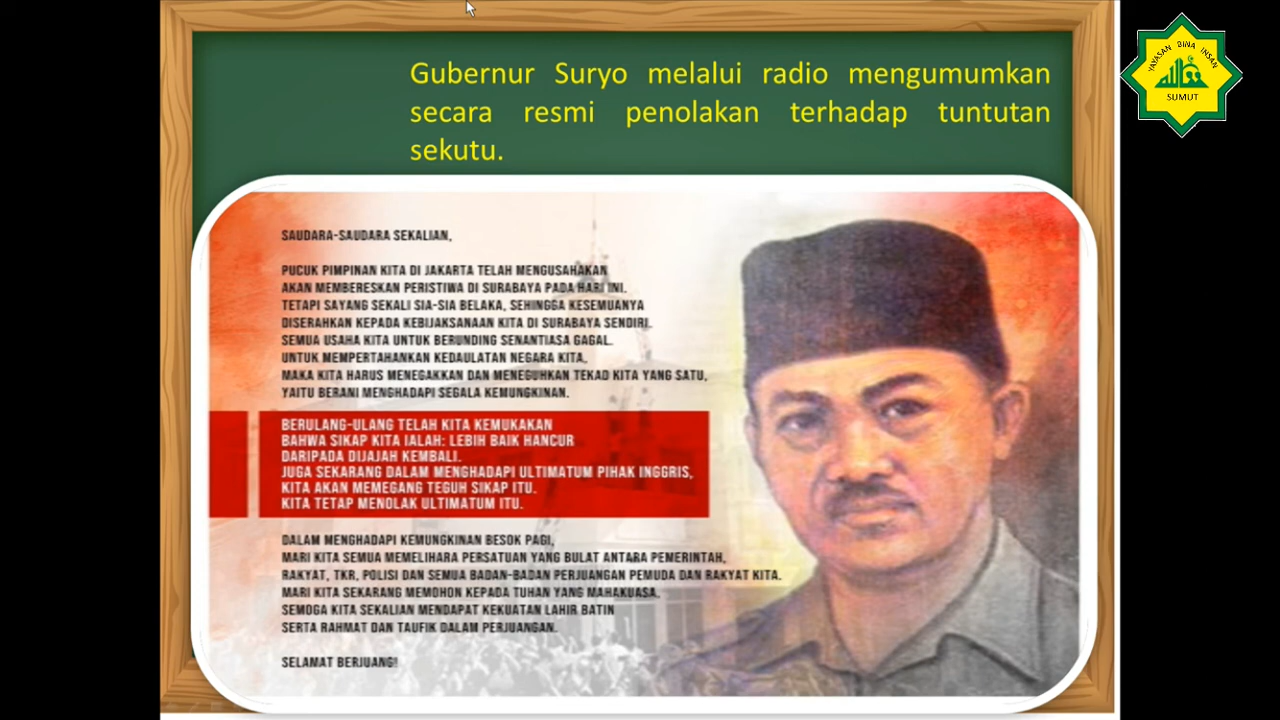 Gubernur Suryo melalui radio mengumumkan
secara resmi penolakan terhadap tuntutan
sekutu.
YAYASAN BINA INSAN
SUMUT
SAUDARA-SAUDARA SEKALIAN,
PUCUK PIMPINAN KITA DI JAKARTA TELAH MENGUSAHAKAN
AKAN MEMBERESKAN PERISTIWA DI SURABAYA PADA HARI INI.
TETAPI SAYANG SEKALI SIA-SIA BELAKA, SEHINGGA KESEMUANYA
DISERAHKAN KEPADA KEBIJAKSANAAN KITA DI SURABAYA SENDIRI.
SEMUA USAHA KITA UNTUK BERUNDING SENANTIASA GAGAL.
UNTUK MEMPERTAHANKAN KEDAULATAN NEGARA KITA,
MAKA KITA HARUS MENEGAKKAN DAN MENEGUHKAN TEKAD KITA YANG SATU,
YAITU BERANI MENGHADAPI SEGALA KEMUNGKINAN.
BERULANG-ULANG TELAH KITA KEMUKAKAN
BAHWA SIKAP KITA IALAH: LEBIH BAIK HANCUR
DARIPADA DIJAJAH KEMBALI.
JUGA SEKARANG DALAM MENGHADAPI ULTIMATUM PIHAK INGGRIS,
KITA AKAN MEMEGANG TEGUH SIKAP ITU.
KITA TETAP MENOLAK ULTIMATUM ITU.
DALAM MENGHADAPI KEMUNGKINAN BESOK PAGI,
MARI KITA SEMUA MEMELIHARA PERSATUAN YANG BULAT ANTARA PEMERINTAH,
RAKYAT, TKR, POLISI DAN SEMUA BADAN-BADAN PERJUANGAN PEMUDA DAN RAKYAT KITA.
MARI KITA SEKARANG MEMOHON KEPADA TUHAN YANG MAHAKUASA,
SEMOGA KITA SEKALIAN MENDAPAT KEKUATAN LAHIR BATIN
SERTA RAHMAT DAN TAUFIK DALAM PERJUANGAN.
SELAMAT BERJUANG!